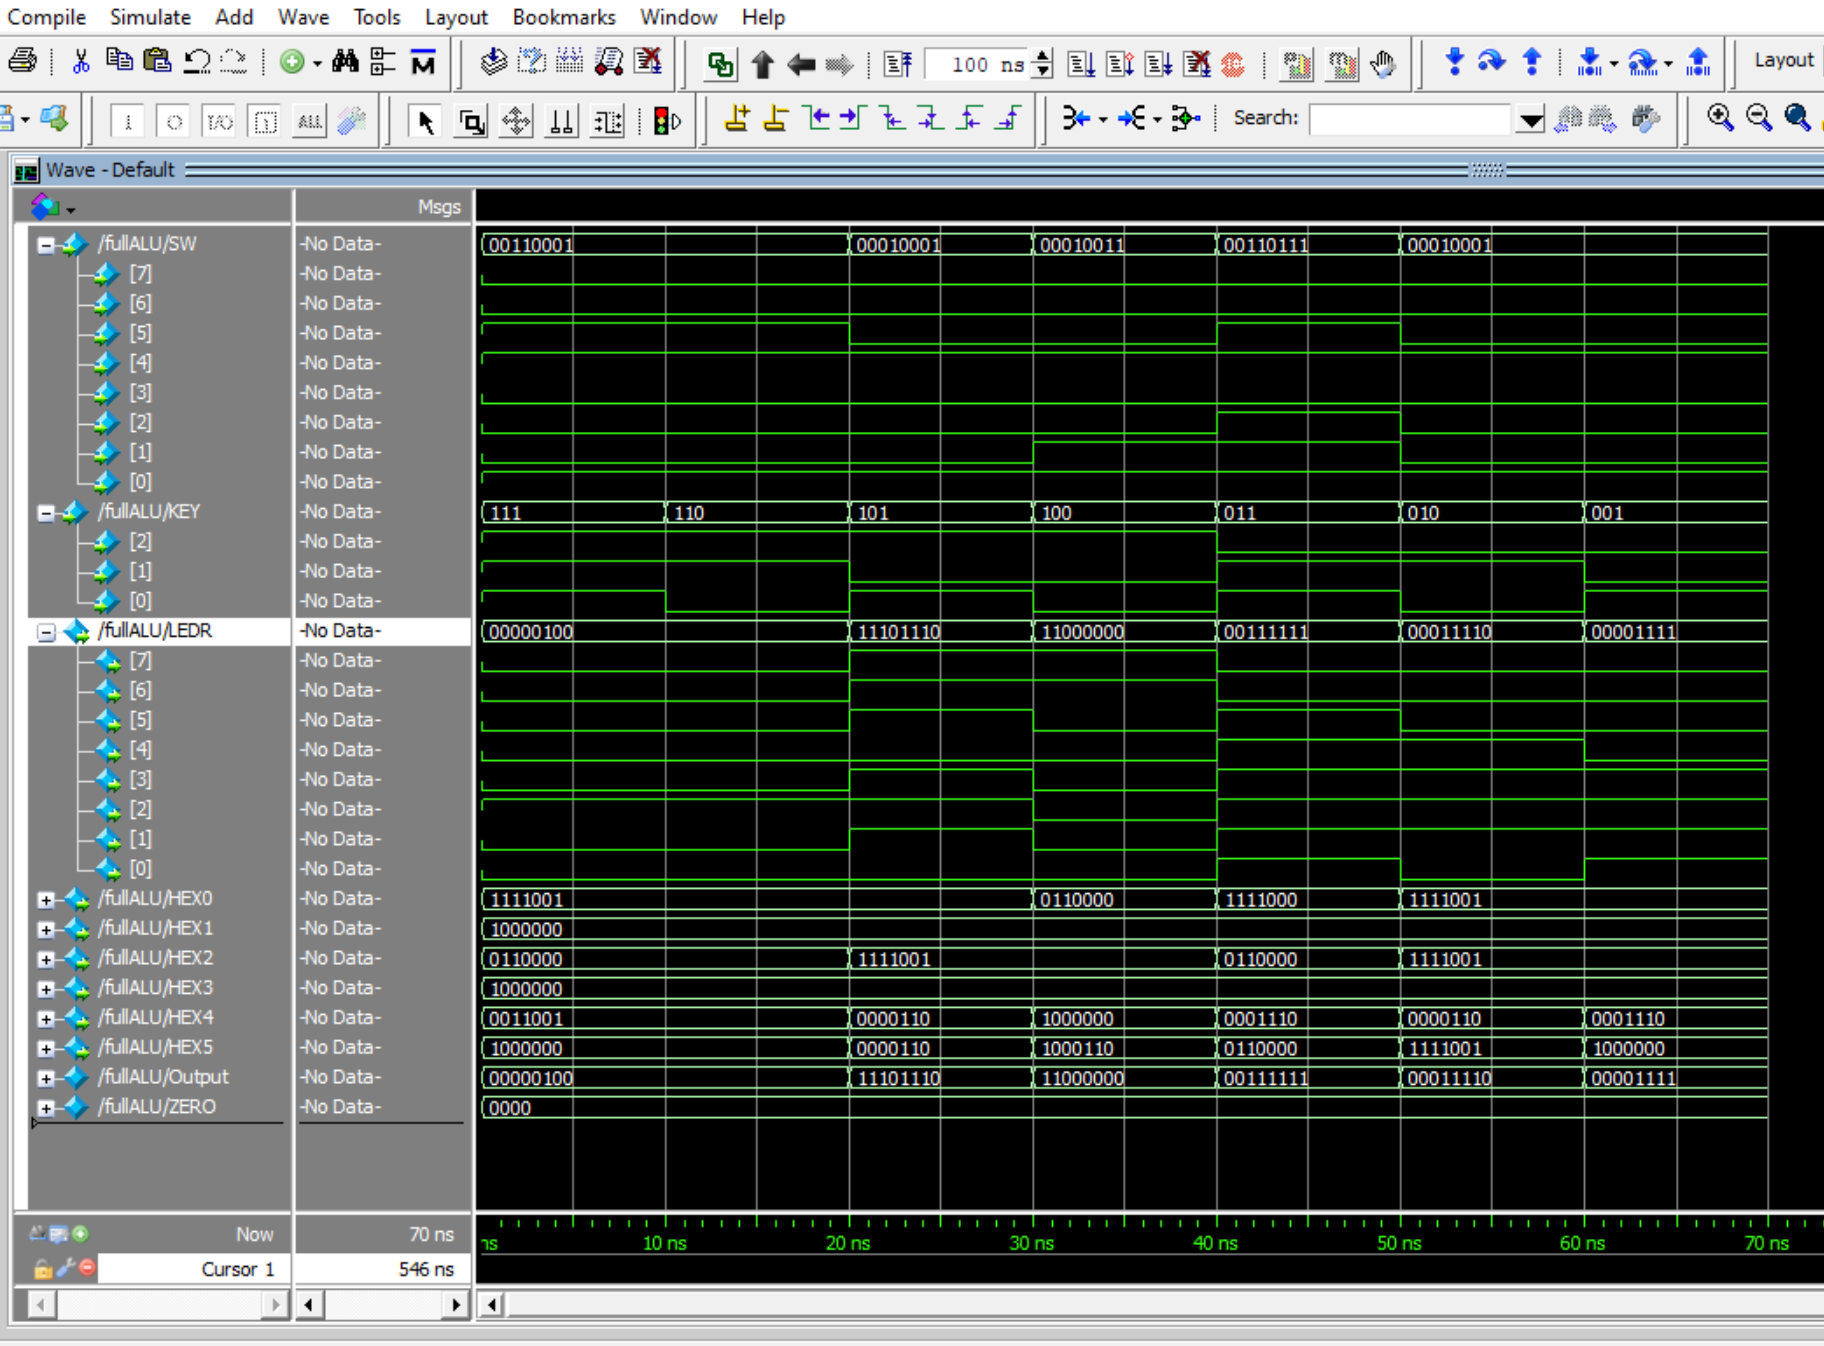 Compile Simulate Add Wave Tools Layout Bookmarks Window Help
100 ns Layout
I/O ALL Search:
Wave - Default
Msgs
/fullALU/SW -No Data- 00110001 00010001 00010011 00110111 00010001
[7] -No Data-
[6] -No Data-
[5] -No Data-
[4] -No Data-
[3] -No Data-
[2] -No Data-
[1] -No Data-
[0] -No Data-
/fullALU/KEY -No Data- 111 110 101 100 011 010 001
[2] -No Data-
[1] -No Data-
[0] -No Data-
/fullALU/LEDR -No Data- 00000100 11101110 11000000 00111111 00011110 00001111
[7] -No Data-
[6] -No Data-
[5] -No Data-
[4] -No Data-
[3] -No Data-
[2] -No Data-
[1] -No Data-
[0] -No Data-
/fullALU/HEX0 -No Data- 1111001 0110000 1111000 1111001
/fullALU/HEX1 -No Data- 1000000
/fullALU/HEX2 -No Data- 0110000 1111001 0110000 1111001
/fullALU/HEX3 -No Data- 1000000
/fullALU/HEX4 -No Data- 0011001 0000110 1000000 0001110 0000110 0001110
/fullALU/HEX5 -No Data- 1000000 0000110 1000110 0110000 1111001 1000000
/fullALU/Output -No Data- 00000100 11101110 11000000 00111111 00011110 00001111
/fullALU/ZERO -No Data- 0000
Now 70 ns
ns 10 ns 20 ns 30 ns 40 ns 50 ns 60 ns 70 ns
Cursor 1 546 ns